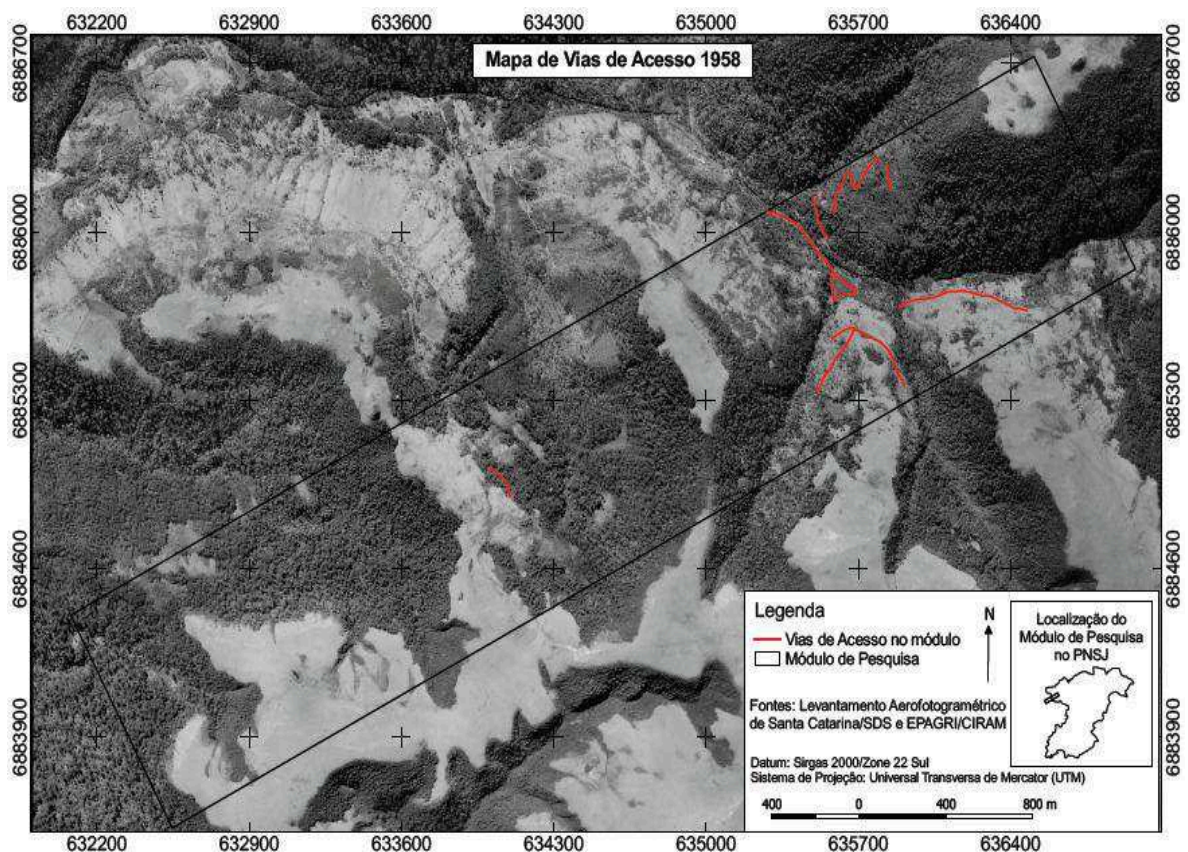 632200 632900 633600 634300 635000 635700 636400
Mapa de Vias de Acesso 1958
6886700 6886700
6886000 6886000
6885300 6885300
6884600 6884600
6883900 6883900
Legenda
Vias de Acesso no módulo
Módulo de Pesquisa
N
Localização do
Módulo de Pesquisa
no PNSJ
Fontes: Levantamento Aerofotogramétrico
de Santa Catarina/SDS e EPAGRI/CIRAM
Datum: Sirgas 2000/Zone 22 Sul
Sistema de Projeção: Universal Transversa de Mercator (UTM)
400 0 400 800 m
632200 632900 633600 634300 635000 635700 636400